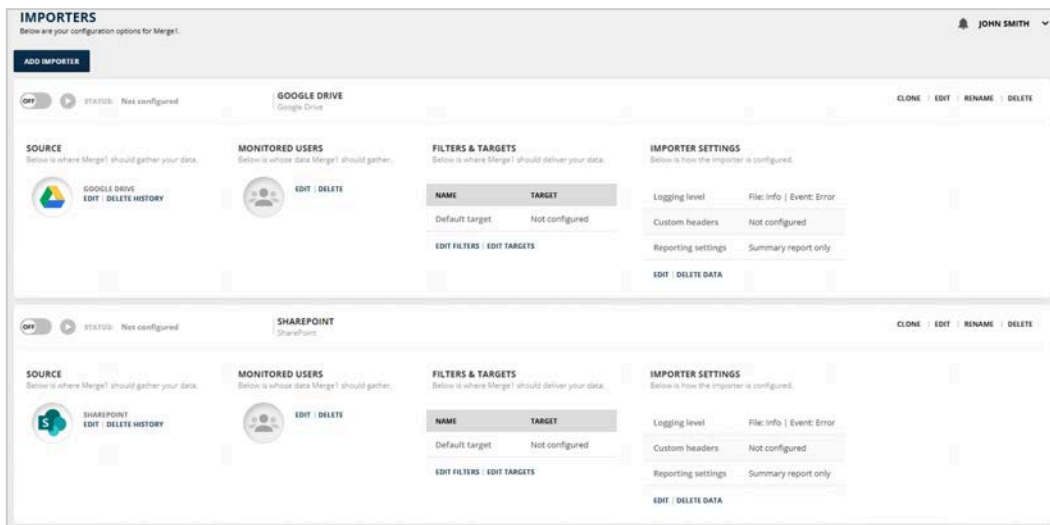 IMPORTERS
Below are your configuration options for Merge1.
JOHN SMITH
ADD IMPORTER
OFF STATUS: Not configured
GOOGLE DRIVE
Google Drive
CLONE | EDIT | RENAME | DELETE
SOURCE
Below is where Merge1 should gather your data.
GOOGLE DRIVE
EDIT | DELETE HISTORY
MONITORED USERS
Below is whose data Merge1 should gather.
EDIT | DELETE
FILTERS & TARGETS
Below is where Merge1 should deliver your data.
NAME TARGET
Default target Not configured
EDIT FILTERS | EDIT TARGETS
IMPORTER SETTINGS
Below is how the importer is configured.
Logging level File: Info | Event: Error
Custom headers Not configured
Reporting settings Summary report only
EDIT | DELETE DATA
OFF STATUS: Not configured
SHAREPOINT
SharePoint
CLONE | EDIT | RENAME | DELETE
SOURCE
Below is where Merge1 should gather your data.
S
SHAREPOINT
EDIT | DELETE HISTORY
MONITORED USERS
Below is whose data Merge1 should gather.
EDIT | DELETE
FILTERS & TARGETS
Below is where Merge1 should deliver your data.
NAME TARGET
Default target Not configured
EDIT FILTERS | EDIT TARGETS
IMPORTER SETTINGS
Below is how the importer is configured.
Logging level File: Info | Event: Error
Custom headers Not configured
Reporting settings Summary report only
EDIT | DELETE DATA